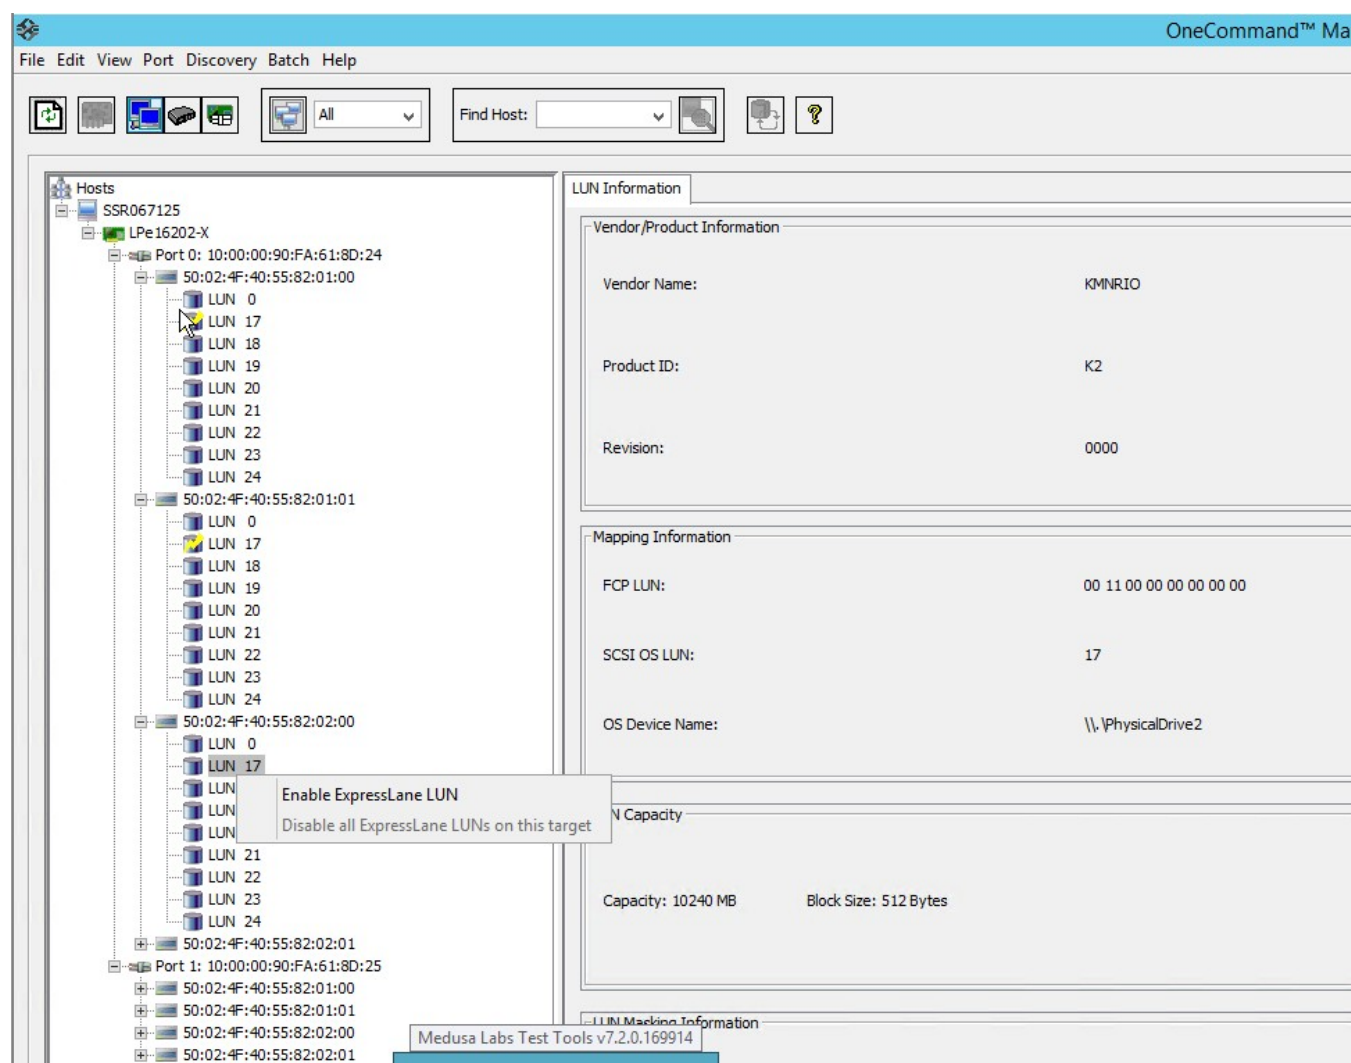 OneCommand™ Ma
File Edit View Port Discovery Batch Help
All
Find Host:
?
Hosts
SSR067125
LPe16202-X
Port 0: 10:00:00:90:FA:61:8D:24
50:02:4F:40:55:82:01:00
LUN 0
LUN 17
LUN 18
LUN 19
LUN 20
LUN 21
LUN 22
LUN 23
LUN 24
50:02:4F:40:55:82:01:01
LUN 0
LUN 17
LUN 18
LUN 19
LUN 20
LUN 21
LUN 22
LUN 23
LUN 24
50:02:4F:40:55:82:02:00
LUN 0
LUN 17
LUN
LUN
LUN
LUN 21
LUN 22
LUN 23
LUN 24
50:02:4F:40:55:82:02:01
Port 1: 10:00:00:90:FA:61:8D:25
50:02:4F:40:55:82:01:00
50:02:4F:40:55:82:01:01
50:02:4F:40:55:82:02:00
50:02:4F:40:55:82:02:01
Enable ExpressLane LUN
Disable all ExpressLane LUNs on this target
LUN Information
Vendor/Product Information
Vendor Name: KMNRIO
Product ID: K2
Revision: 0000
Mapping Information
FCP LUN: 00 11 00 00 00 00 00 00
SCSI OS LUN: 17
OS Device Name: \\.\PhysicalDrive2
N Capacity
Capacity: 10240 MB Block Size: 512 Bytes
LUN Masking Information
Medusa Labs Test Tools v7.2.0.169914